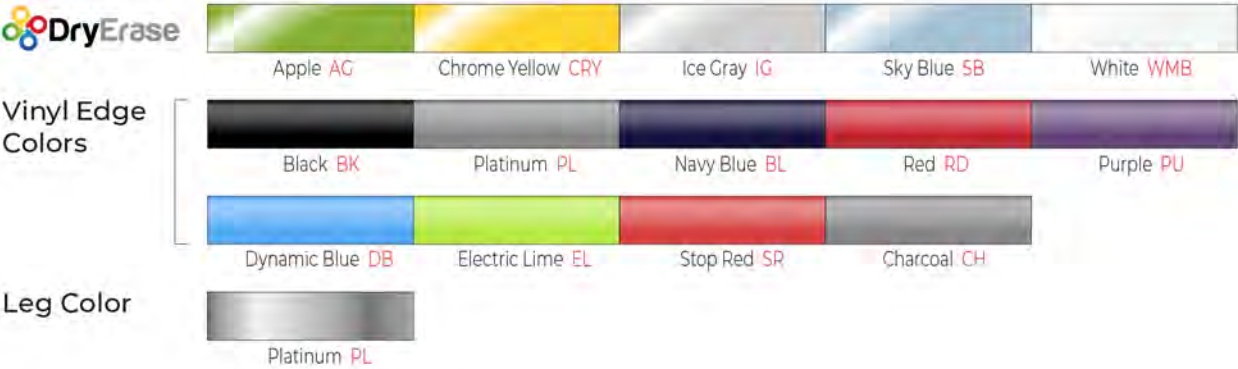 DryErase
Apple AG Chrome Yellow CRY Ice Gray IG Sky Blue SB White WMB
Vinyl Edge
Colors
Black BK Platinum PL Navy Blue BL Red RD Purple PU
Dynamic Blue DB Electric Lime EL Stop Red SR Charcoal CH
Leg Color
Platinum PL